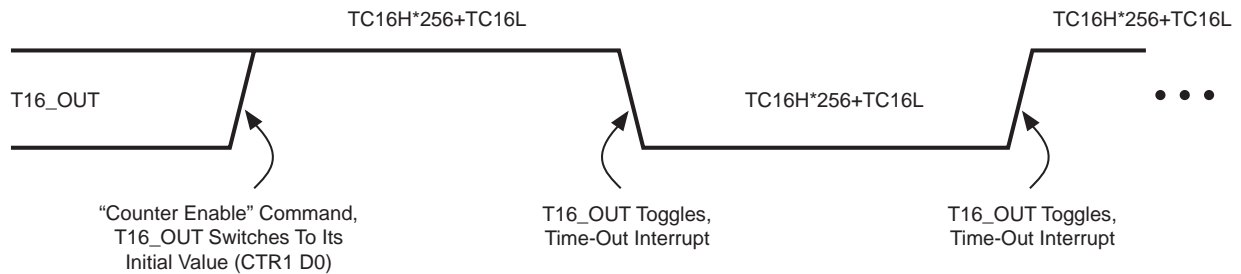 TC16H*256+TC16L
TC16H*256+TC16L
T16_OUT
TC16H*256+TC16L
“Counter Enable” Command,
T16_OUT Switches To Its
Initial Value (CTR1 D0)
T16_OUT Toggles,
Time-Out Interrupt
T16_OUT Toggles,
Time-Out Interrupt